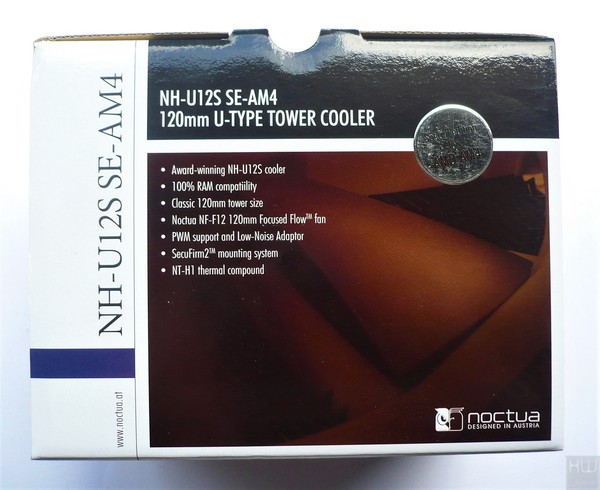 NH-U12S SE-AM4
120mm U-TYPE TOWER COOLER
• Award-winning NH-U12S cooler
• 100% RAM compatiility
• Classic 120mm tower size
• Noctua NF-F12 120mm Focused Flow™ fan
• PWM support and Low-Noise Adaptor
• SecuFirm2™ mounting system
• NT-H1 thermal compound
NH-U12S SE-AM4
www.noctua.at
noctua
DESIGNED IN AUSTRIA